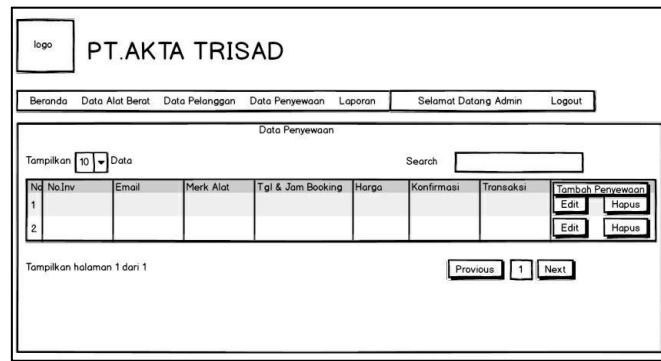 logo
PT.AKTA TRISAD
Beranda Data Alat Berat Data Pelanggan Data Penyewaan Laporan Selamat Datang Admin Logout
Data Penyewaan
Tampilkan 10 Data Search
No No.Inv Email Merk Alat Tgl & Jam Booking Harga Konfirmasi Transaksi Tambah Penyewaan
1 Edit Hapus
2 Edit Hapus
Tampilkan halaman 1 dari 1 Provious 1 Next